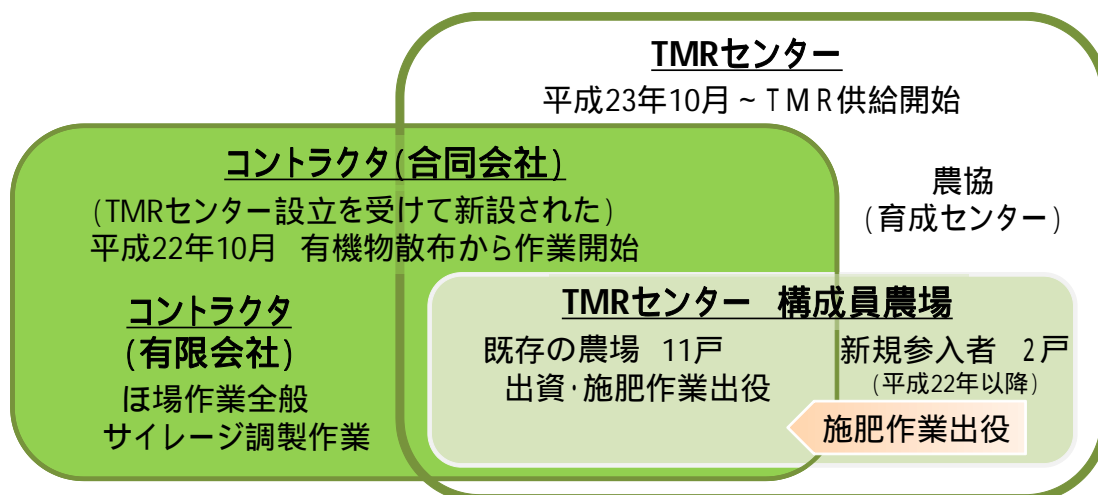 TMRセンター
平成23年10月~TMR供給開始
コントラクタ(合同会社)
(TMRセンター設立を受けて新設された)
平成22年10月 有機物散布から作業開始
農協
(育成センター)
コントラクタ
(有限会社)
ほ場作業全般
サイレージ調製作業
TMRセンター 構成員農場
既存の農場 11戸
出資・施肥作業出役
新規参入者 2戸
(平成22年以降)
施肥作業出役